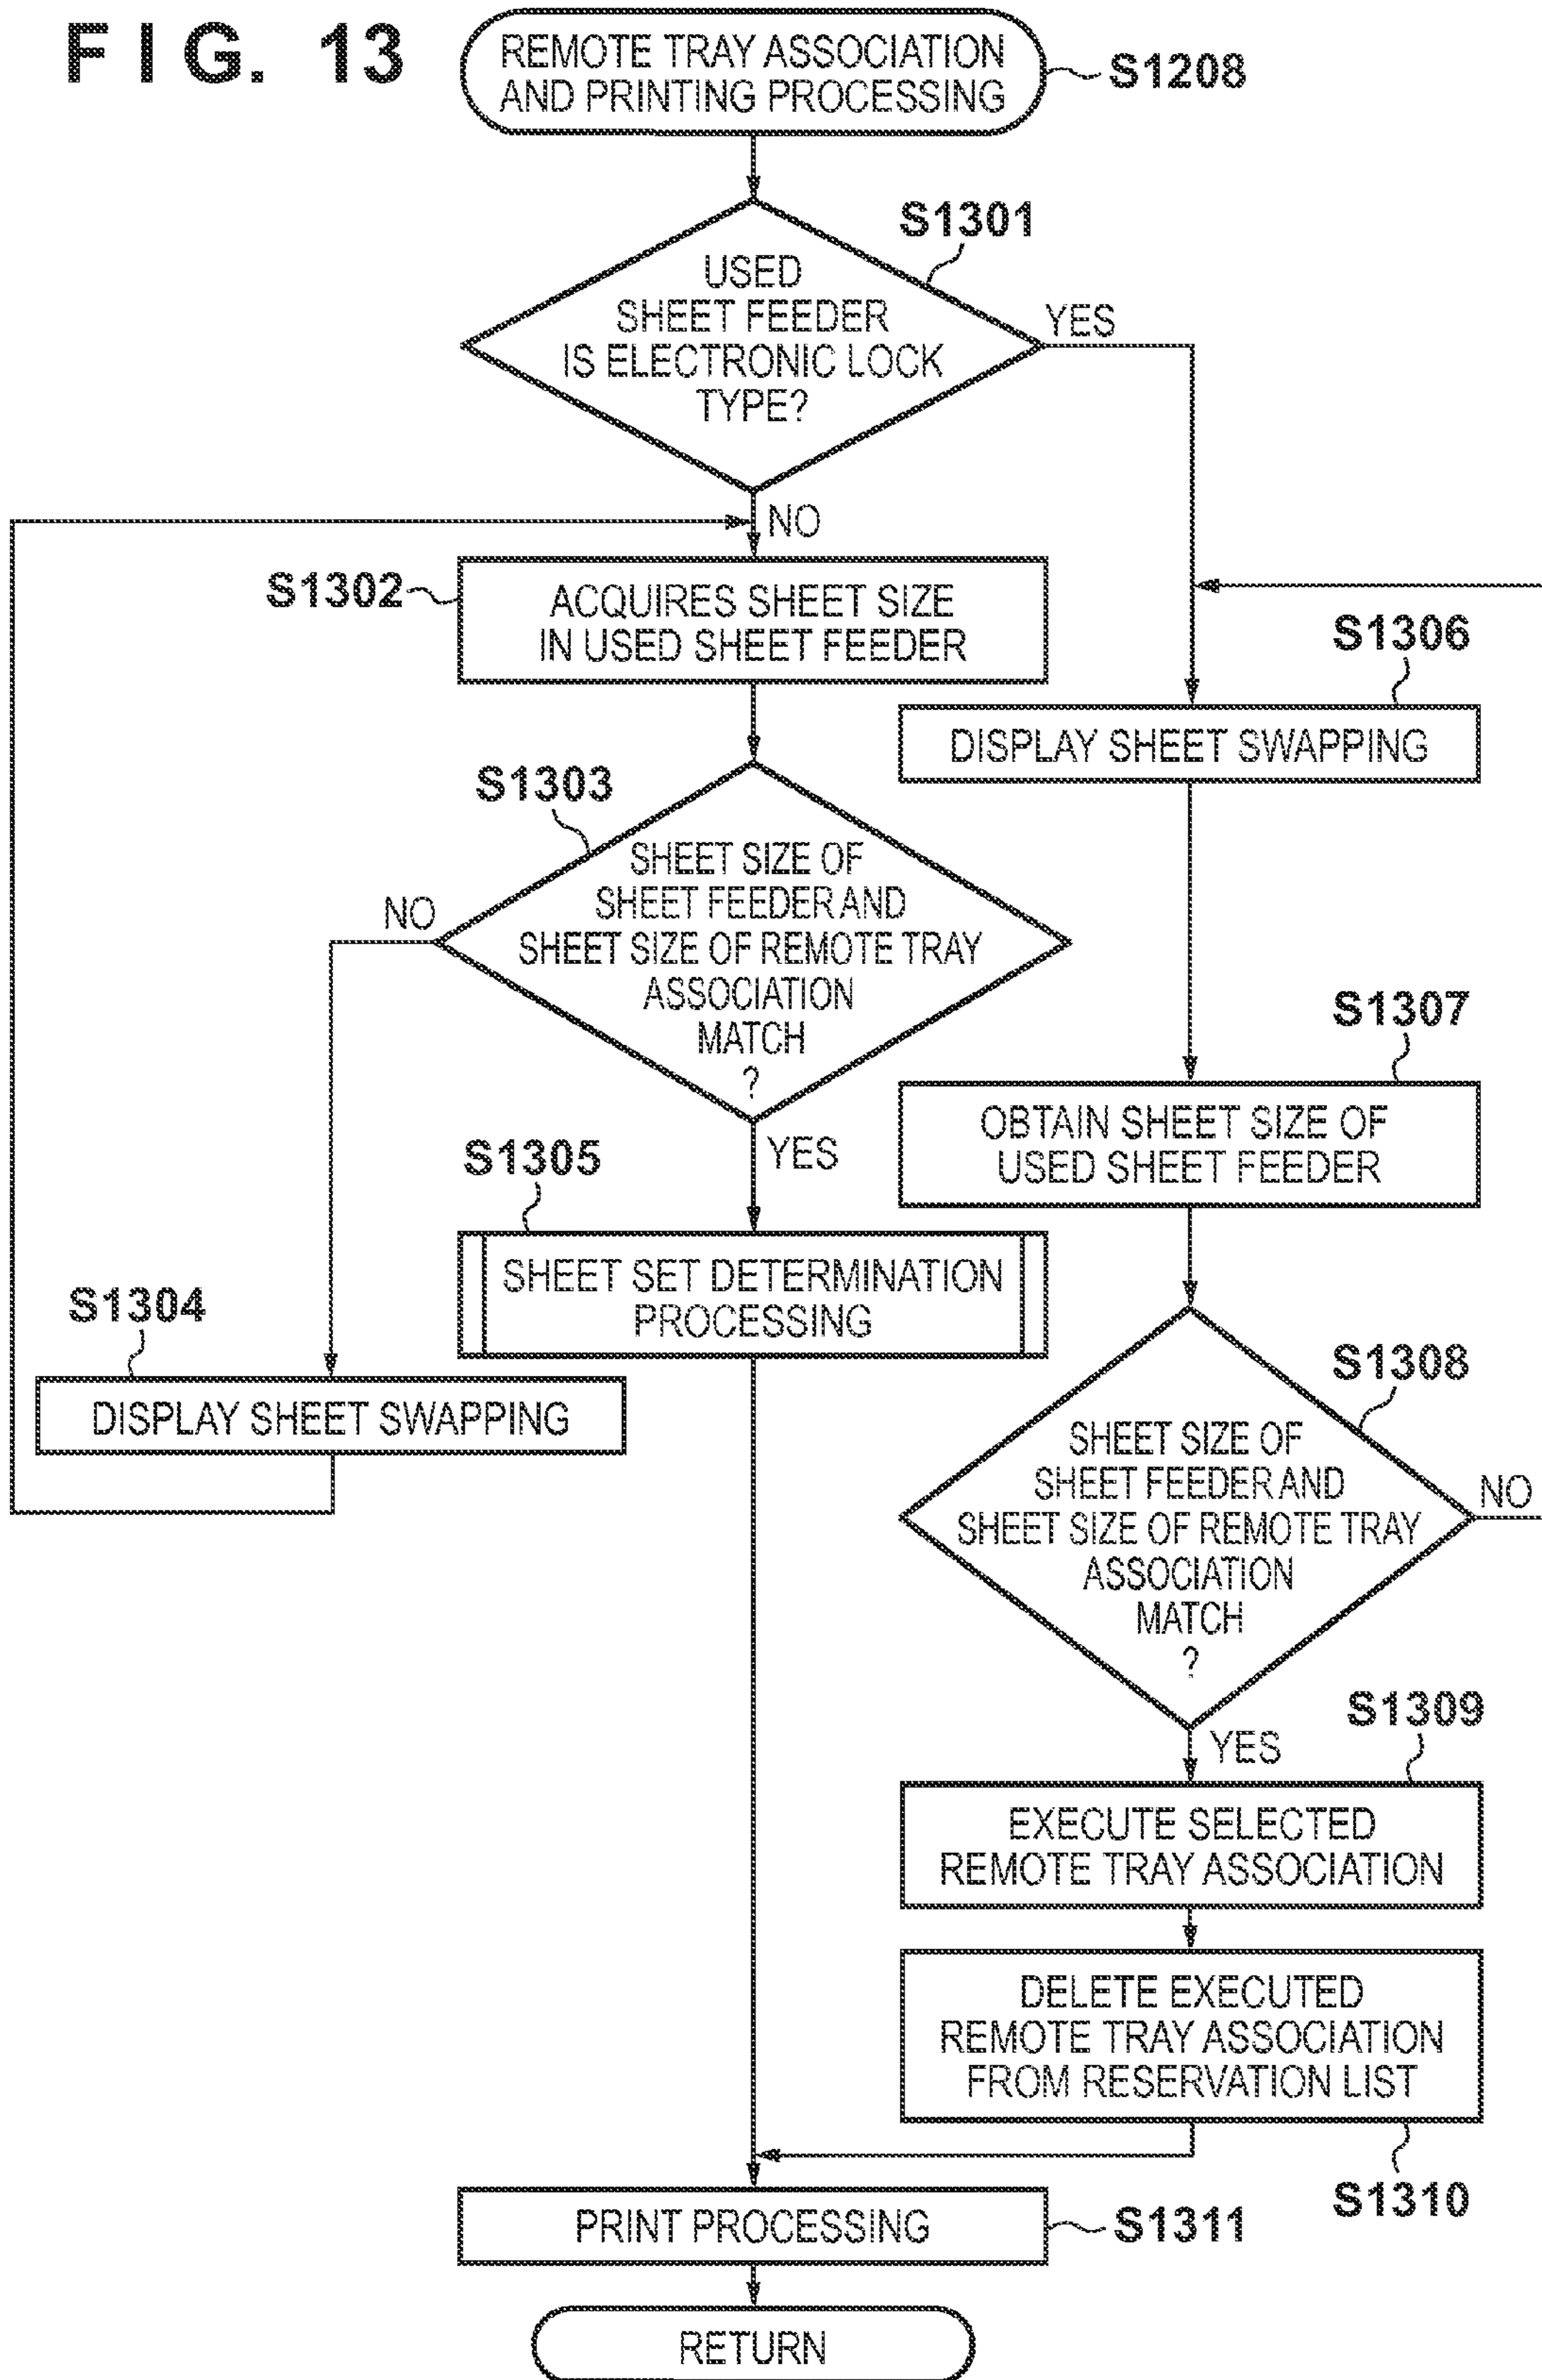 FIG. 13
REMOTE TRAY ASSOCIATION
AND PRINTING PROCESSING
S1208
S1301
USED
SHEET FEEDER
IS ELECTRONIC LOCK
TYPE?
YES
NO
S1302
ACQUIRES SHEET SIZE
IN USED SHEET FEEDER
S1306
DISPLAY SHEET SWAPPING
S1303
SHEET SIZE OF
SHEET FEEDER AND
SHEET SIZE OF REMOTE TRAY
ASSOCIATION
MATCH
?
NO
YES
S1307
OBTAIN SHEET SIZE OF
USED SHEET FEEDER
S1305
SHEET SET DETERMINATION
PROCESSING
S1304
DISPLAY SHEET SWAPPING
S1308
SHEET SIZE OF
SHEET FEEDER AND
SHEET SIZE OF REMOTE TRAY
ASSOCIATION
MATCH
?
NO
YES
S1309
EXECUTE SELECTED
REMOTE TRAY ASSOCIATION
DELETE EXECUTED
REMOTE TRAY ASSOCIATION
FROM RESERVATION LIST
S1310
PRINT PROCESSING
S1311
RETURN